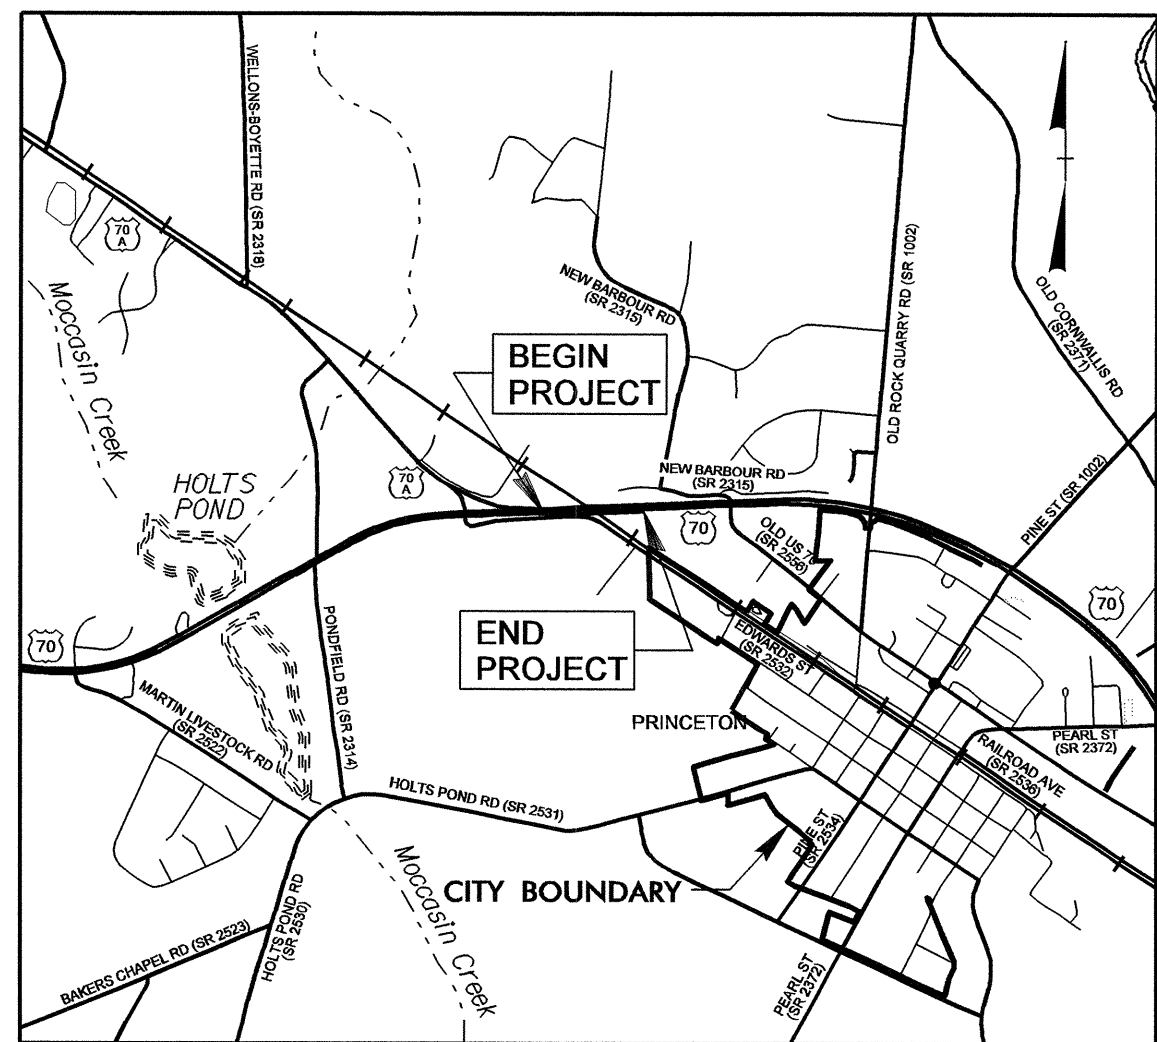 WELLONS-BOYETTE RD (SR 2318)
70
A
Moccasin Creek
NEW BARBOUR RD
(SR 2315)
OLD ROCK QUARRY RD (SR 1002)
OLD CORNWALLIS RD
(SR 2371)
BEGIN
PROJECT
HOLTS
POND
70
A
NEW BARBOUR RD
(SR 2315)
70
OLD US 70
(SR 2556)
PINE ST (SR 1002)
70
70
PONDFIELD RD (SR 2314)
END
PROJECT
EDWARDS ST
(SR 2532)
MARTIN LIVESTOCK RD
(SR 2522)
PRINCETON
RAILROAD AVE
(SR 2536)
PEARL ST
(SR 2372)
HOLTS POND RD (SR 2531)
PINE ST
(SR 2534)
Moccasin Creek
CITY BOUNDARY
HOLTS POND RD
(SR 2530)
BAKERS CHAPEL RD (SR 2523)
PEARL ST
(SR 2372)